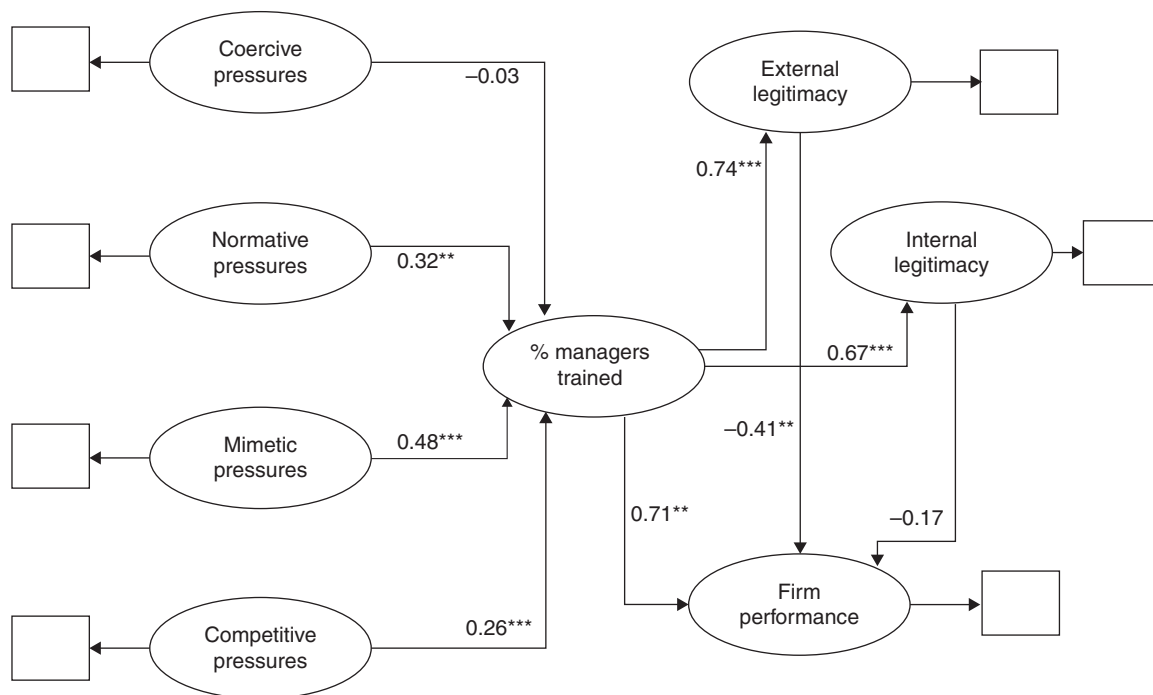 Coercive
pressures
–0.03
External
legitimacy
0.74***
Normative
pressures
0.32**
Internal
legitimacy
% managers
trained
0.67***
Mimetic
pressures
0.48***
–0.41**
0.71**
–0.17
Competitive
pressures
0.26***
Firm
performance